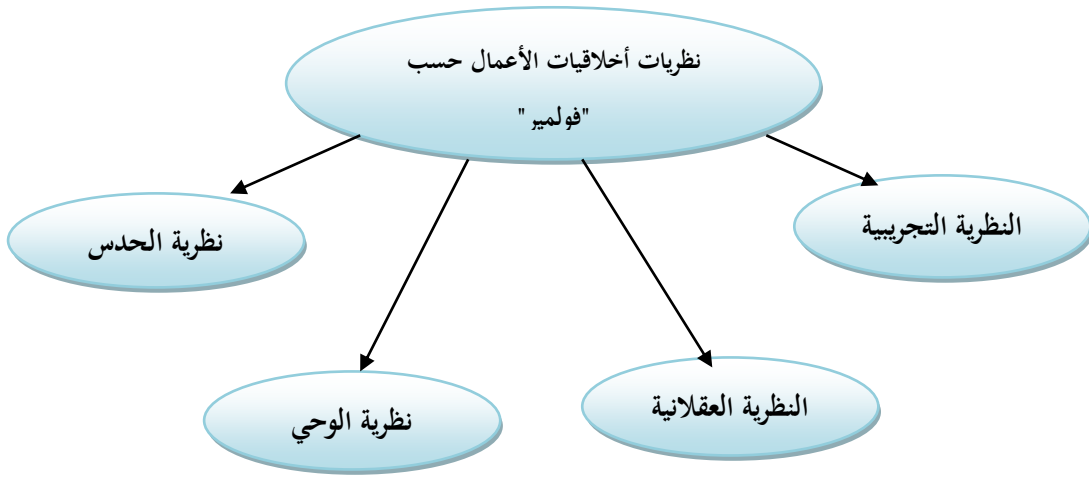 نظريات أخلاقيات الأعمال حسب
"فولمير"
النظرية التجريبية
نظرية الحدس
النظرية العقلانية
نظرية الوحي